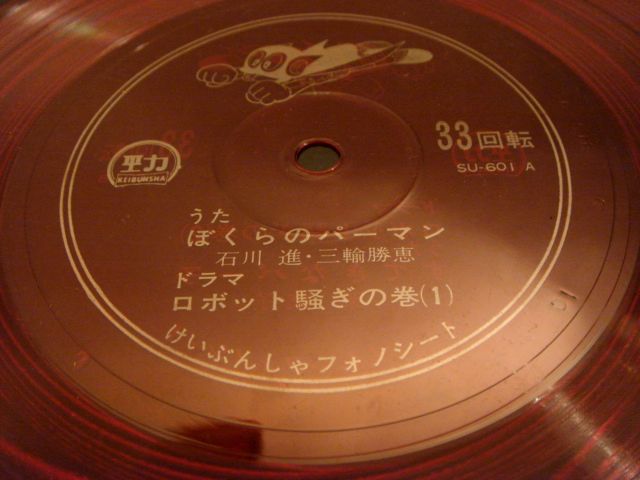 33回転
SU-601 A
KEIBUNSHA
うた
ぼくらのパーマン
石川 進・三輪勝恵
ドラマ
ロボット騒ぎの巻(1)
けいぶんしゃフォノシート